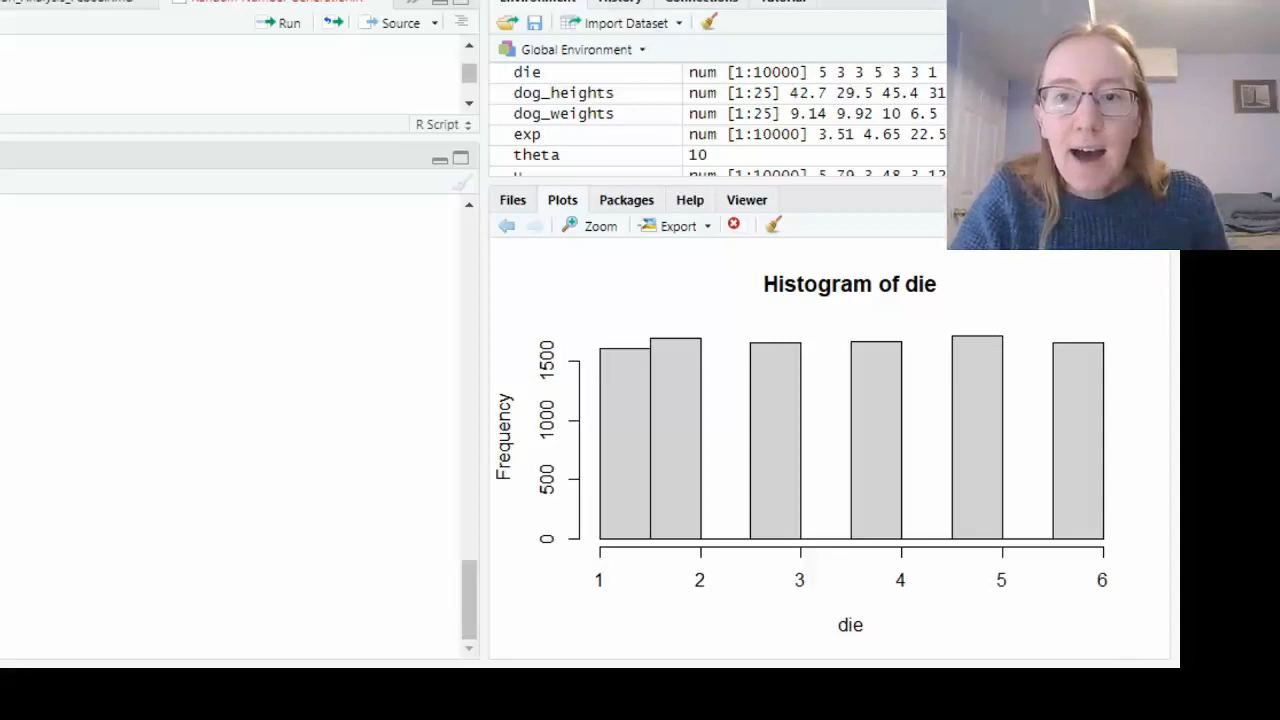 Run
Source
R Script
Import Dataset
Global Environment
die num [1:10000] 5 3 3 5 3 3 1
dog_heights num [1:25] 42.7 29.5 45.4 31
dog_weights num [1:25] 9.14 9.92 10 6.5
exp num [1:10000] 3.51 4.65 22.5
theta 10
Files Plots Packages Help Viewer
Zoom Export
Histogram of die
Frequency
1500
1000
500
0
1 2 3 4 5 6
die